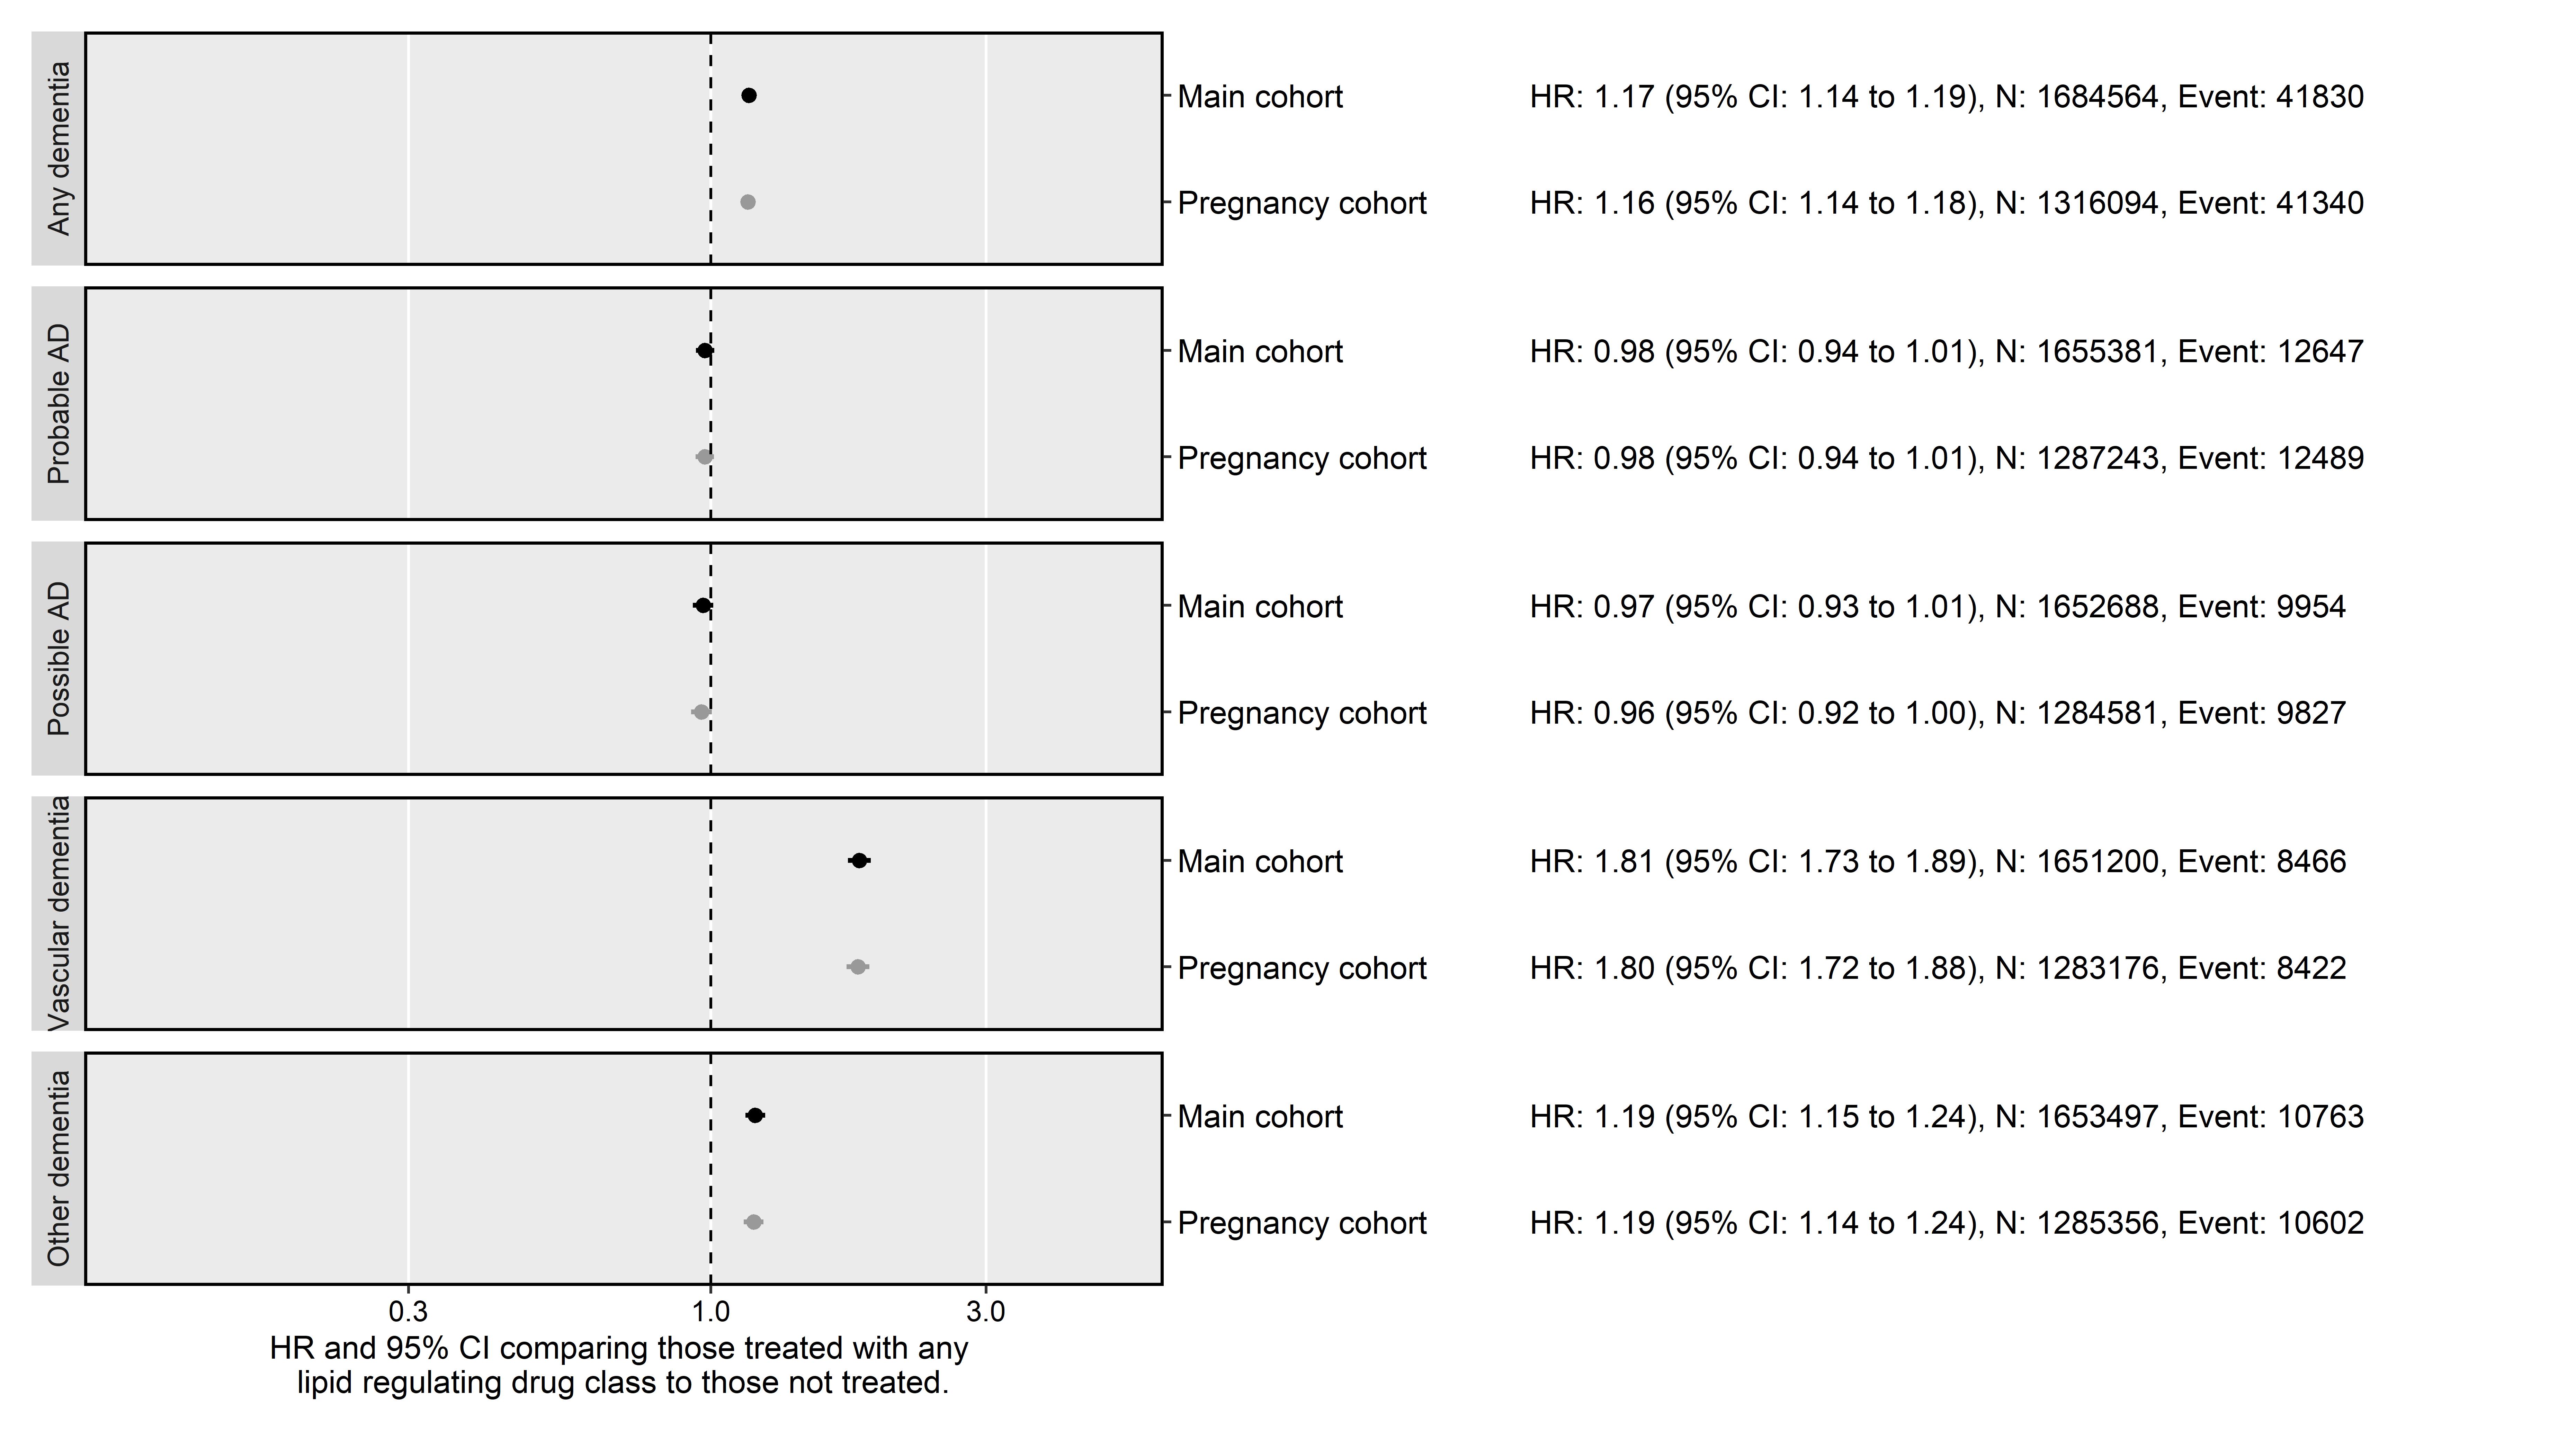 Any dementia
Main cohort HR: 1.17 (95% CI: 1.14 to 1.19), N: 1684564, Event: 41830
Pregnancy cohort HR: 1.16 (95% CI: 1.14 to 1.18), N: 1316094, Event: 41340
Probable AD
Main cohort HR: 0.98 (95% CI: 0.94 to 1.01), N: 1655381, Event: 12647
Pregnancy cohort HR: 0.98 (95% CI: 0.94 to 1.01), N: 1287243, Event: 12489
Possible AD
Main cohort HR: 0.97 (95% CI: 0.93 to 1.01), N: 1652688, Event: 9954
Pregnancy cohort HR: 0.96 (95% CI: 0.92 to 1.00), N: 1284581, Event: 9827
Vascular dementia
Main cohort HR: 1.81 (95% CI: 1.73 to 1.89), N: 1651200, Event: 8466
Pregnancy cohort HR: 1.80 (95% CI: 1.72 to 1.88), N: 1283176, Event: 8422
Other dementia
Main cohort HR: 1.19 (95% CI: 1.15 to 1.24), N: 1653497, Event: 10763
Pregnancy cohort HR: 1.19 (95% CI: 1.14 to 1.24), N: 1285356, Event: 10602
0.3 1.0 3.0
HR and 95% CI comparing those treated with any
lipid regulating drug class to those not treated.